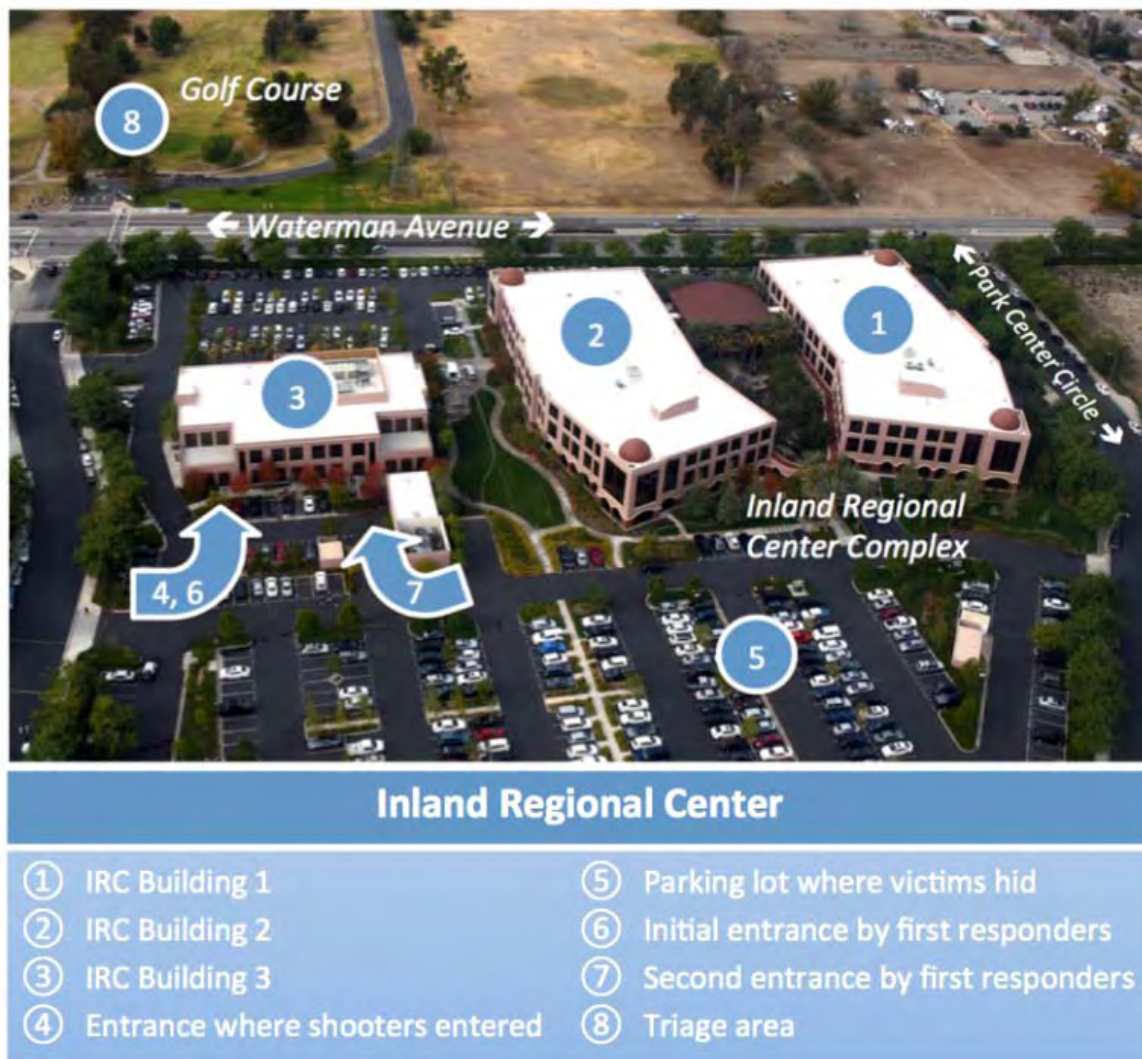 8
Golf Course
← Waterman Avenue →
2
1
← Park Center Circle →
3
Inland Regional
Center Complex
4, 6
7
5
Inland Regional Center
① IRC Building 1
② IRC Building 2
③ IRC Building 3
④ Entrance where shooters entered
⑤ Parking lot where victims hid
⑥ Initial entrance by first responders
⑦ Second entrance by first responders
⑧ Triage area